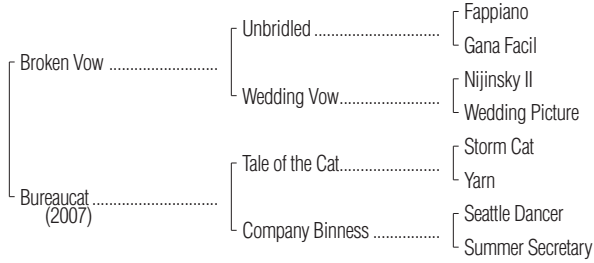 Fappiano
Unbridled ........................
Gana Facil
Broken Vow .........................
Nijinsky II
Wedding Vow.......................
Wedding Picture
Storm Cat
Tale of the Cat.......................
Yarn
Bureaucat .............................
(2007)
Seattle Dancer
Company Binness ...............
Summer Secretary